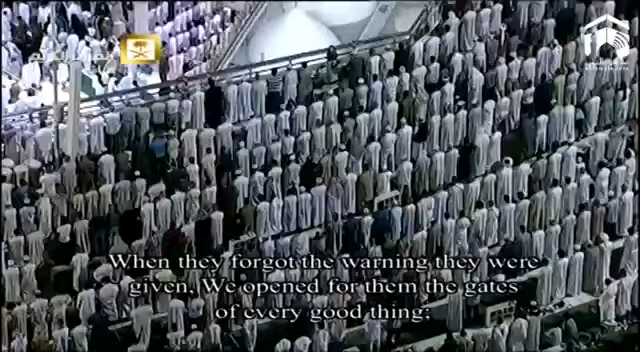 When they forgot the warning they were
given, We opened for them the gates
of every good thing;